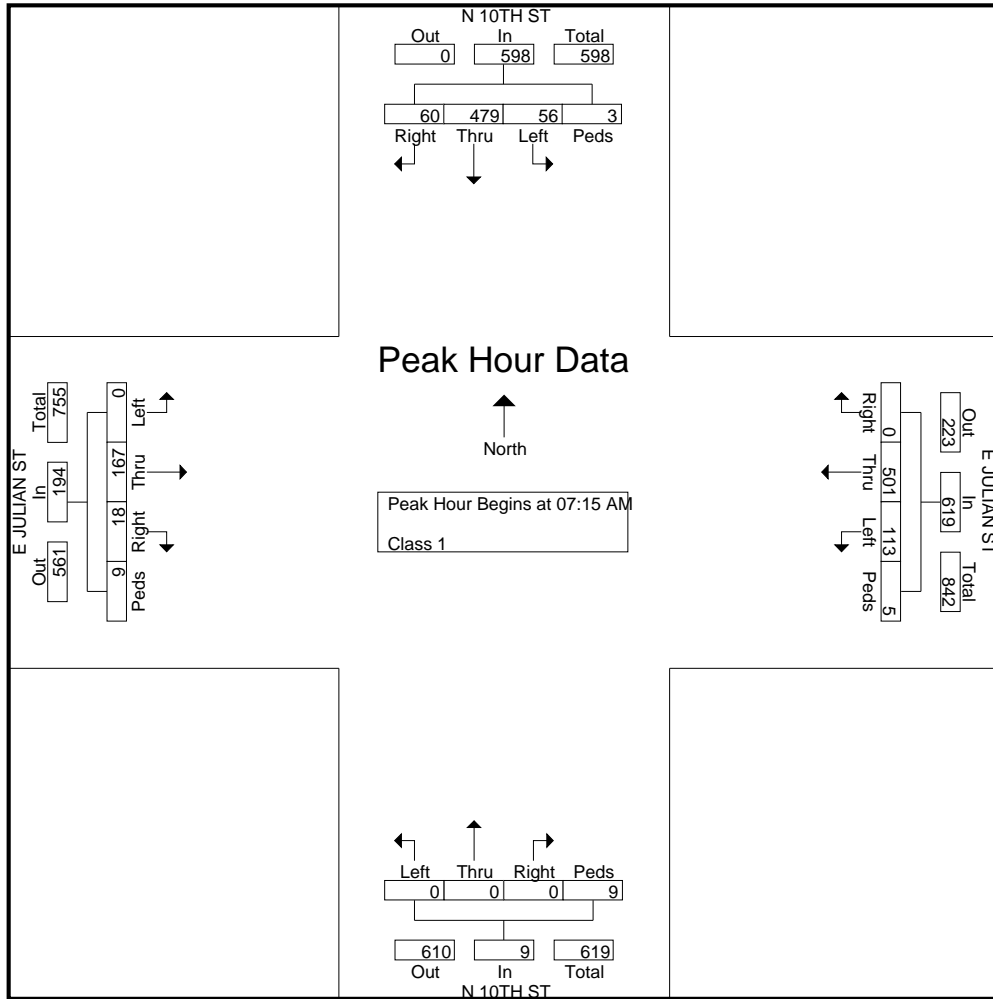 N 10TH ST
Out In Total
0 598 598
60 479 56 3
Right Thru Left Peds
Peak Hour Data
North
Peak Hour Begins at 07:15 AM
Class 1
E JULIAN ST
Total In Out
755 194 561
0 167 18 9
Left Thru Right Peds
E JULIAN ST
Out In Total
223 619 842
0 501 113 5
Right Thru Left Peds
Left Thru Right Peds
0 0 0 9
610 9 619
Out In Total
N 10TH ST